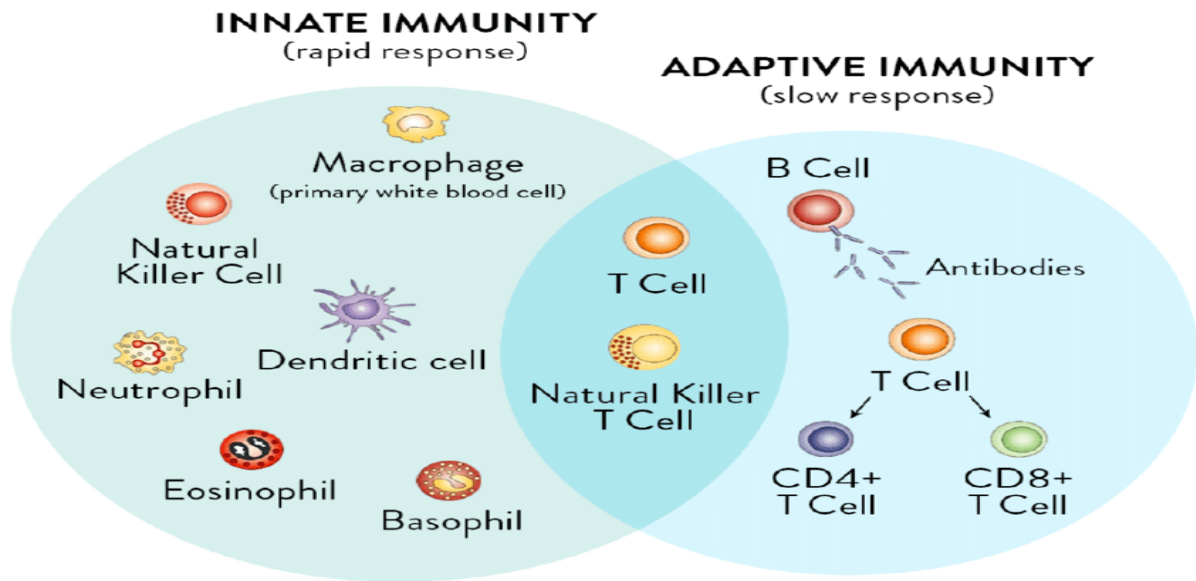 INNATE IMMUNITY
(rapid response)
Macrophage
(primary white blood cell)
Natural
Killer Cell
Dendritic cell
Neutrophil
Eosinophil
Basophil
T Cell
Natural Killer
T Cell
ADAPTIVE IMMUNITY
(slow response)
B Cell
Antibodies
T Cell
CD4+
T Cell
CD8+
T Cell